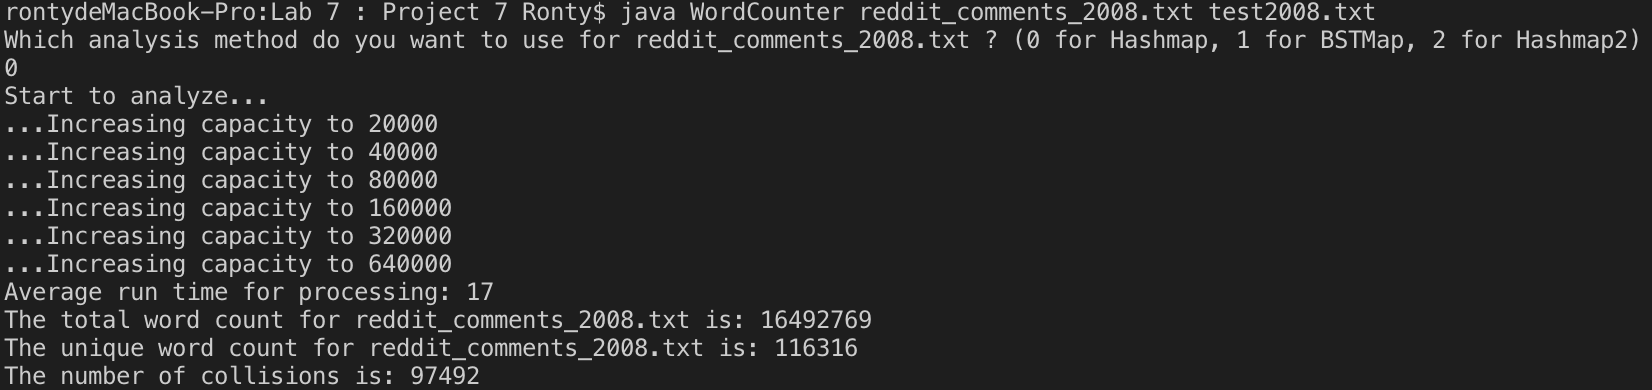 rontydeMacBook-Pro:Lab 7 : Project 7 Ronty$ java WordCounter reddit_comments_2008.txt test2008.txt
Which analysis method do you want to use for reddit_comments_2008.txt ? (0 for Hashmap, 1 for BSTMap, 2 for Hashmap2)
0
Start to analyze...
...Increasing capacity to 20000
...Increasing capacity to 40000
...Increasing capacity to 80000
...Increasing capacity to 160000
...Increasing capacity to 320000
...Increasing capacity to 640000
Average run time for processing: 17
The total word count for reddit_comments_2008.txt is: 16492769
The unique word count for reddit_comments_2008.txt is: 116316
The number of collisions is: 97492